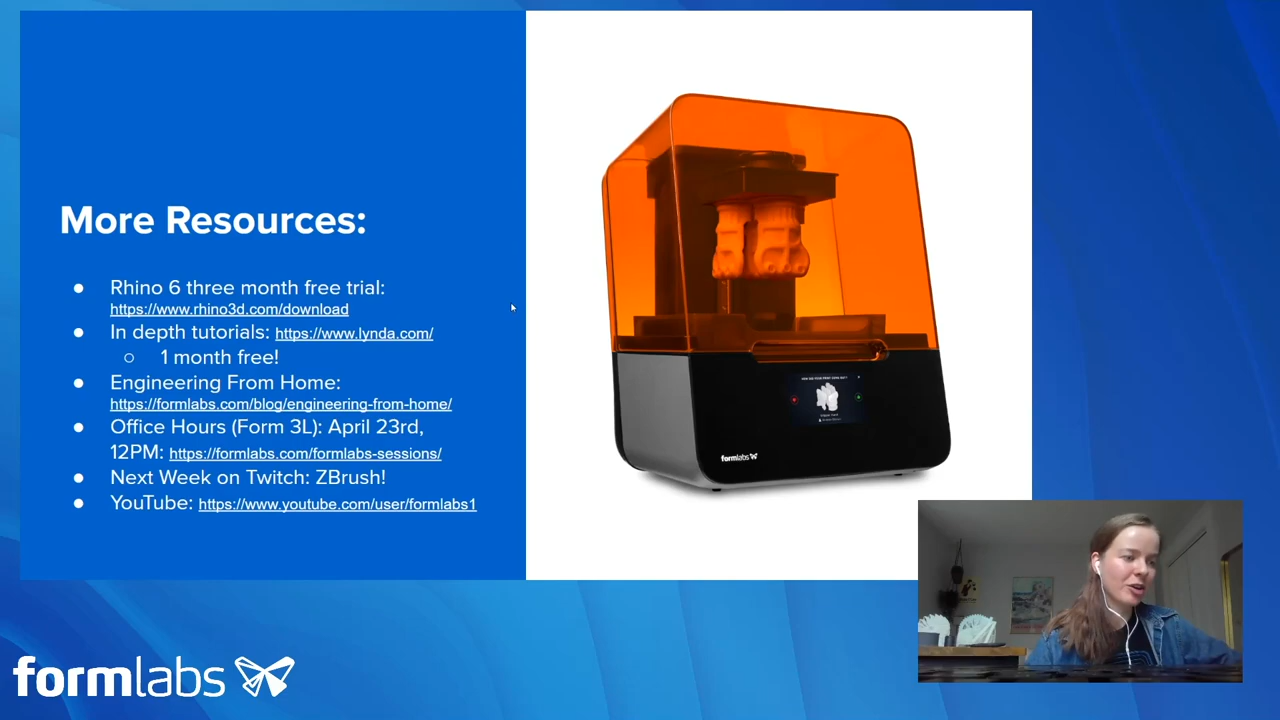 More Resources:
Rhino 6 three month free trial:
https://www.rhino3d.com/download
In depth tutorials: https://www.lynda.com/
1 month free!
Engineering From Home:
https://formlabs.com/blog/engineering-from-home/
Office Hours (Form 3L): April 23rd,
12PM: https://formlabs.com/formlabs-sessions/
Next Week on Twitch: ZBrush!
YouTube: https://www.youtube.com/user/formlabs1
formlabs
formlabs